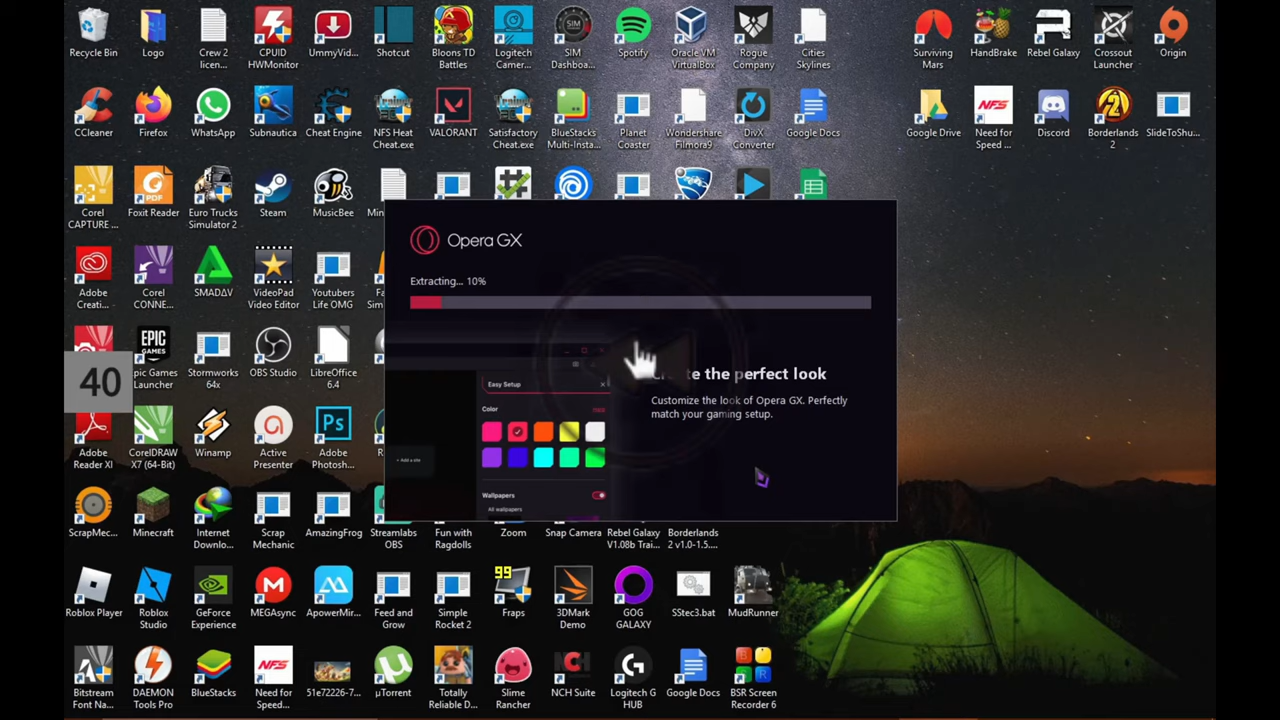 Recycle Bin
Logo
Crew 2
licen...
CPUID
HWMonitor
UmmyVid...
Shotcut
Bloons TD
Battles
Logitech
Camer...
SIM
Dashboa...
Spotify
Oracle VM
VirtualBox
Rogue
Company
Cities
Skylines
Surviving
Mars
HandBrake
Rebel Galaxy
Crossout
Launcher
Origin
CCleaner
Firefox
WhatsApp
Subnautica
Cheat Engine
NFS Heat
Cheat.exe
VALORANT
Satisfactory
Cheat.exe
BlueStacks
Multi-Insta...
Planet
Coaster
Wondershare
Filmora9
DivX
Converter
Google Docs
Google Drive
Need for
Speed ...
Discord
Borderlands
2
SlideToShu...
Corel
CAPTURE ...
Foxit Reader
Euro Trucks
Simulator 2
Steam
MusicBee
Opera GX
Extracting... 10%
Adobe
Creati...
Corel
CONNE...
SMADΔV
VideoPad
Video Editor
Youtubers
Life OMG
40
Epic Games
Launcher
Stormworks
64x
OBS Studio
LibreOffice
6.4
the perfect look
Customize the look of Opera GX. Perfectly
match your gaming setup.
Easy Setup
Color
+ Add a site
Wallpapers
All wallpapers
Adobe
Reader XI
CorelDRAW
X7 (64-Bit)
Winamp
Active
Presenter
Adobe
Photosh...
ScrapMec...
Minecraft
Internet
Downlo...
Scrap
Mechanic
AmazingFrog
Streamlabs
OBS
Fun with
Ragdolls
Zoom
Snap Camera
Rebel Galaxy
V1.08b Trai...
Borderlands
2 v1.0-1.5....
Roblox Player
Roblox
Studio
GeForce
Experience
MEGAsync
ApowerMir...
Feed and
Grow
Simple
Rocket 2
99
Fraps
3DMark
Demo
GOG
GALAXY
SStec3.bat
MudRunner
Bitstream
Font Na...
DAEMON
Tools Pro
BlueStacks
Need for
Speed...
51e72226-7...
µTorrent
Totally
Reliable D...
Slime
Rancher
NCH Suite
Logitech G
HUB
Google Docs
BSR Screen
Recorder 6